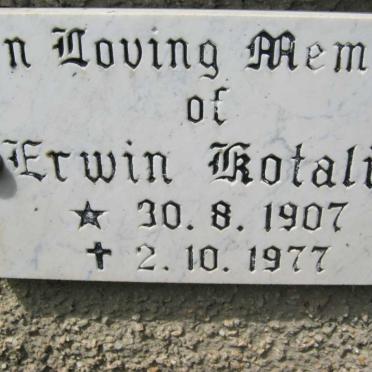 n Loving Mem
of
Erwin Kotali
★ 30. 8. 1907
✝ 2. 10. 1977